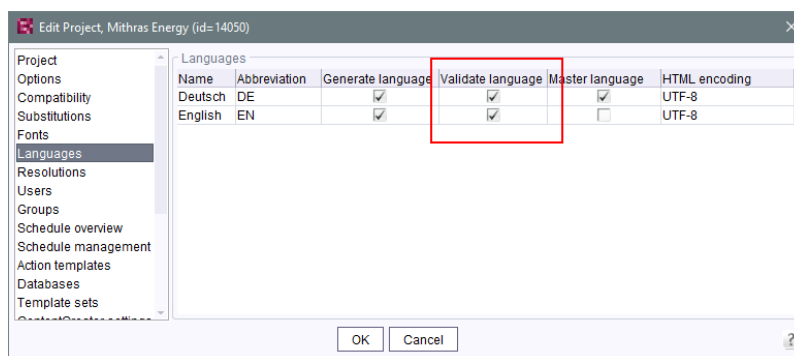 Edit Project, Mithras Energy (id=14050)
Project
Options
Compatibility
Substitutions
Fonts
Languages
Resolutions
Users
Groups
Schedule overview
Schedule management
Action templates
Databases
Template sets
Languages
Name Abbreviation Generate language Validate language Master language HTML encoding
Deutsch DE UTF-8
English EN UTF-8
OK Cancel
?